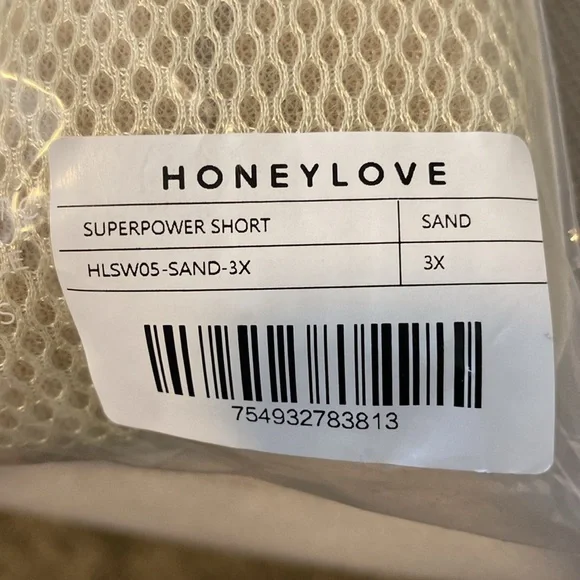 HONEYLOVE
SUPERPOWER SHORT SAND
HLSW05-SAND-3X 3X
754932783813